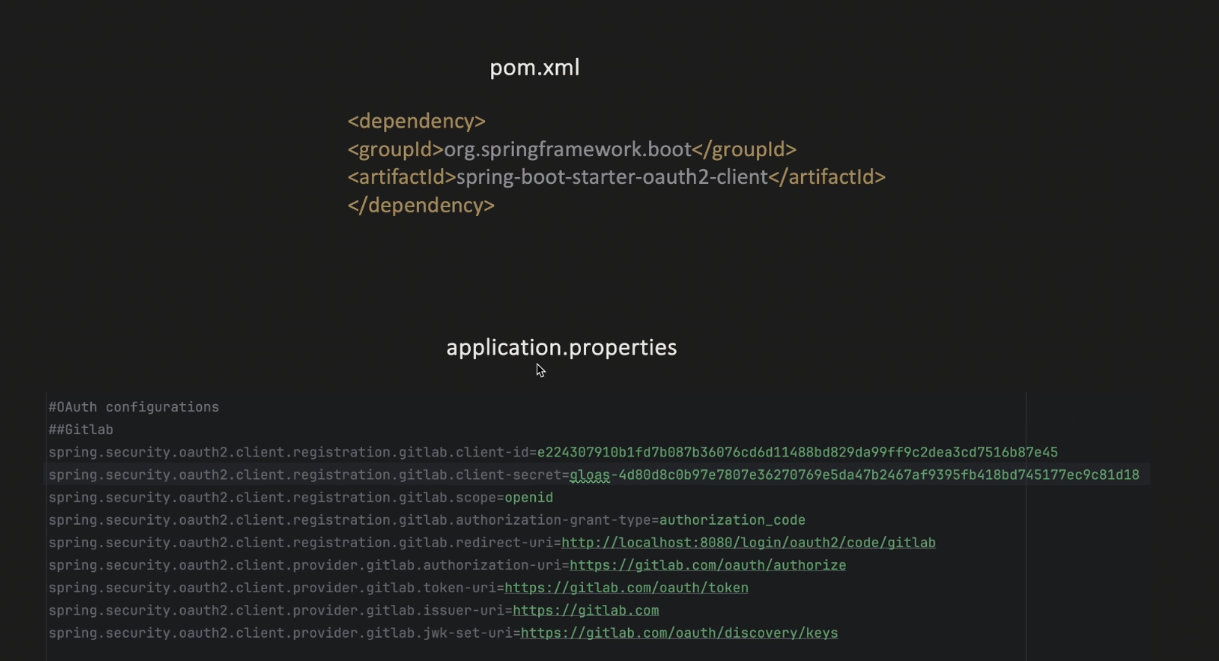 pom.xml
<dependency>
<groupId>org.springframework.boot</groupId>
<artifactId>spring-boot-starter-oauth2-client</artifactId>
</dependency>
application.properties
#OAuth configurations
##Gitlab
spring.security.oauth2.client.registration.gitlab.client-id=e224307910b1fd7b087b36076cd6d11488bd829da99ff9c2dea3cd7516b87e45
spring.security.oauth2.client.registration.gitlab.client-secret=gloas-4d80d8c0b97e7807e36270769e5da47b2467af9395fb418bd745177ec9c81d18
spring.security.oauth2.client.registration.gitlab.scope=openid
spring.security.oauth2.client.registration.gitlab.authorization-grant-type=authorization_code
spring.security.oauth2.client.registration.gitlab.redirect-uri=http://localhost:8080/login/oauth2/code/gitlab
spring.security.oauth2.client.provider.gitlab.authorization-uri=https://gitlab.com/oauth/authorize
spring.security.oauth2.client.provider.gitlab.token-uri=https://gitlab.com/oauth/token
spring.security.oauth2.client.provider.gitlab.issuer-uri=https://gitlab.com
spring.security.oauth2.client.provider.gitlab.jwk-set-uri=https://gitlab.com/oauth/discovery/keys